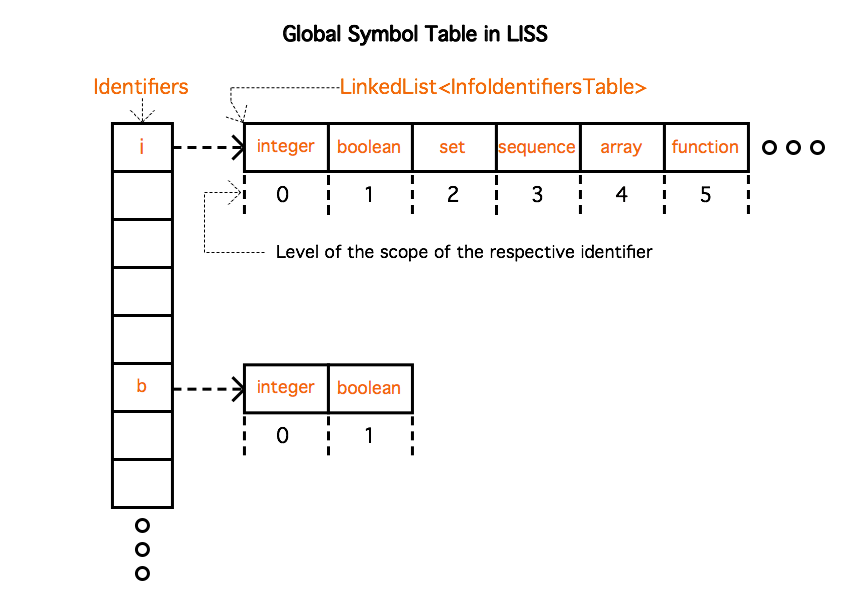 Global Symbol Table in LISS
Identifiers
LinkedList<InfoIdentifiersTable>
i integer boolean set sequence array function
0 1 2 3 4 5
Level of the scope of the respective identifier
b integer boolean
0 1